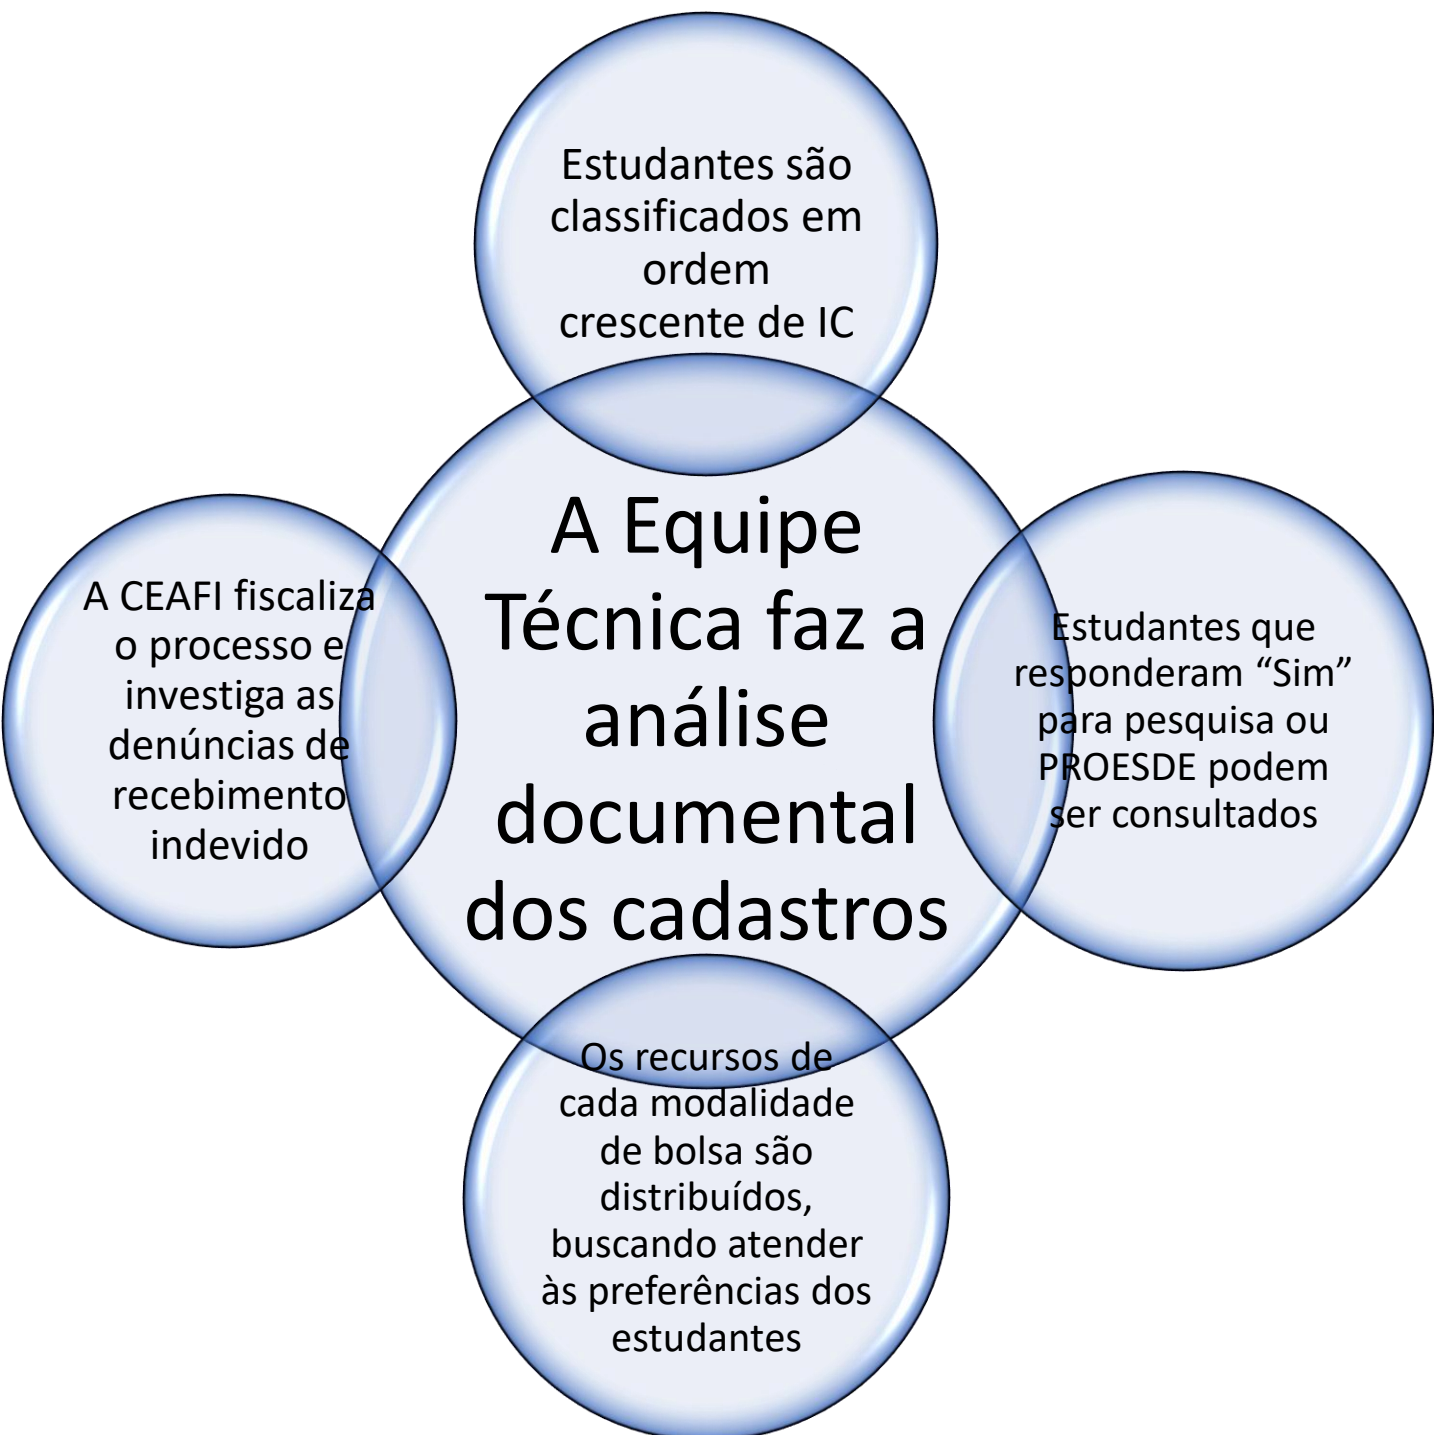 Estudantes são
classificados em
ordem
crescente de IC
A Equipe
Técnica faz a
análise
documental
dos cadastros
Estudantes que
responderam “Sim”
para pesquisa ou
PROESDE podem
ser consultados
Os recursos de
cada modalidade
de bolsa são
distribuídos,
buscando atender
às preferências dos
estudantes
A CEAFI fiscaliza
o processo e
investiga as
denúncias de
recebimento
indevido